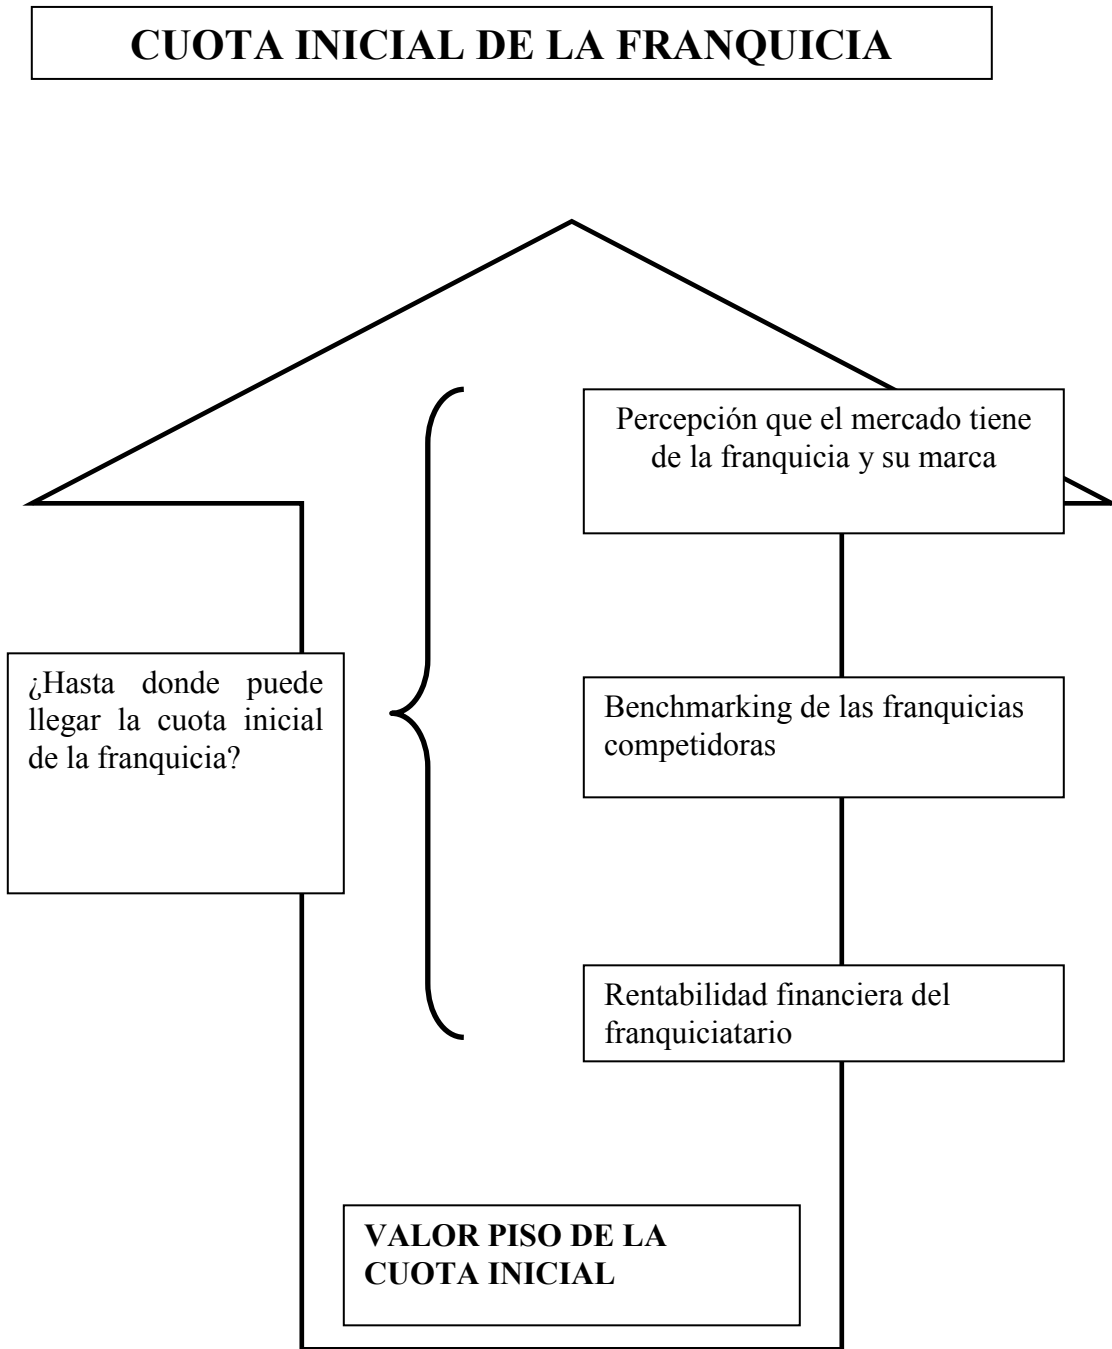 CUOTA INICIAL DE LA FRANQUICIA
Percepción que el mercado tiene
de la franquicia y su marca
¿Hasta donde puede
llegar la cuota inicial
de la franquicia?
Benchmarking de las franquicias
competidoras
Rentabilidad financiera del
franquiciatario
VALOR PISO DE LA
CUOTA INICIAL